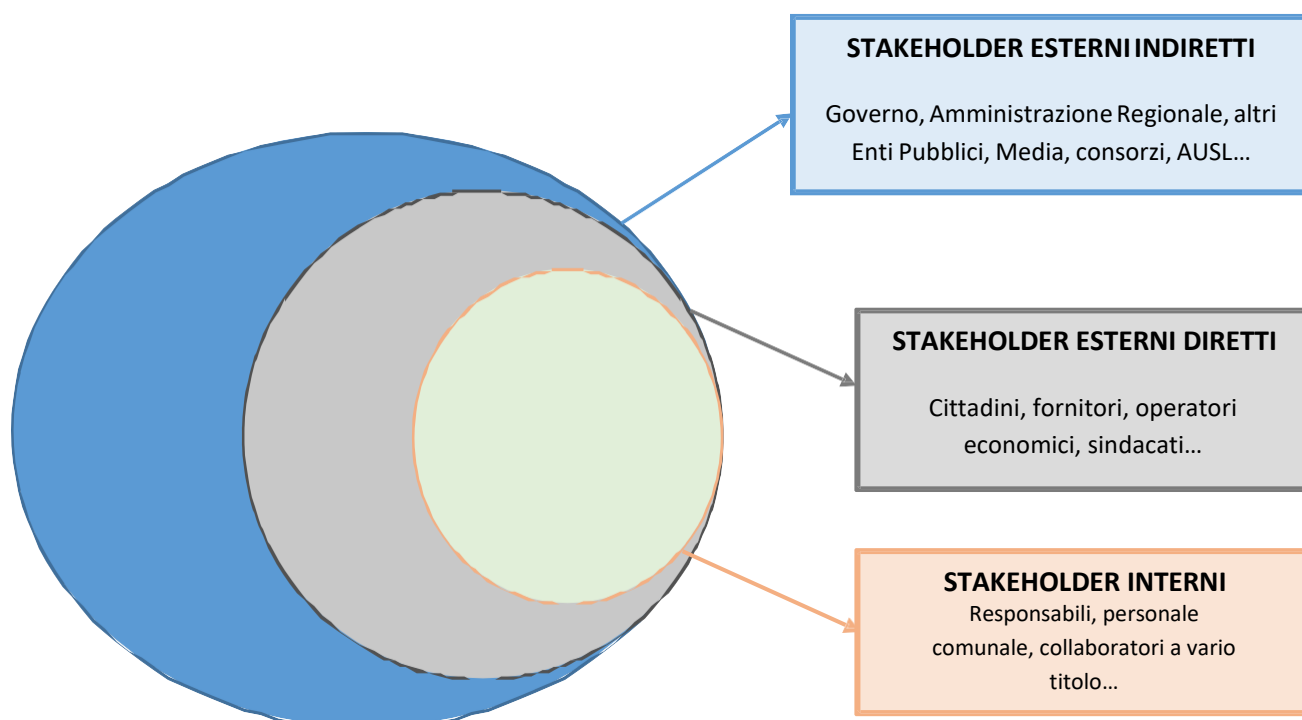 STAKEHOLDER ESTERNI INDIRETTI
Governo, Amministrazione Regionale, altri
Enti Pubblici, Media, consorzi, AUSL…
STAKEHOLDER ESTERNI DIRETTI
Cittadini, fornitori, operatori
economici, sindacati…
STAKEHOLDER INTERNI
Responsabili, personale
comunale, collaboratori a vario
titolo…